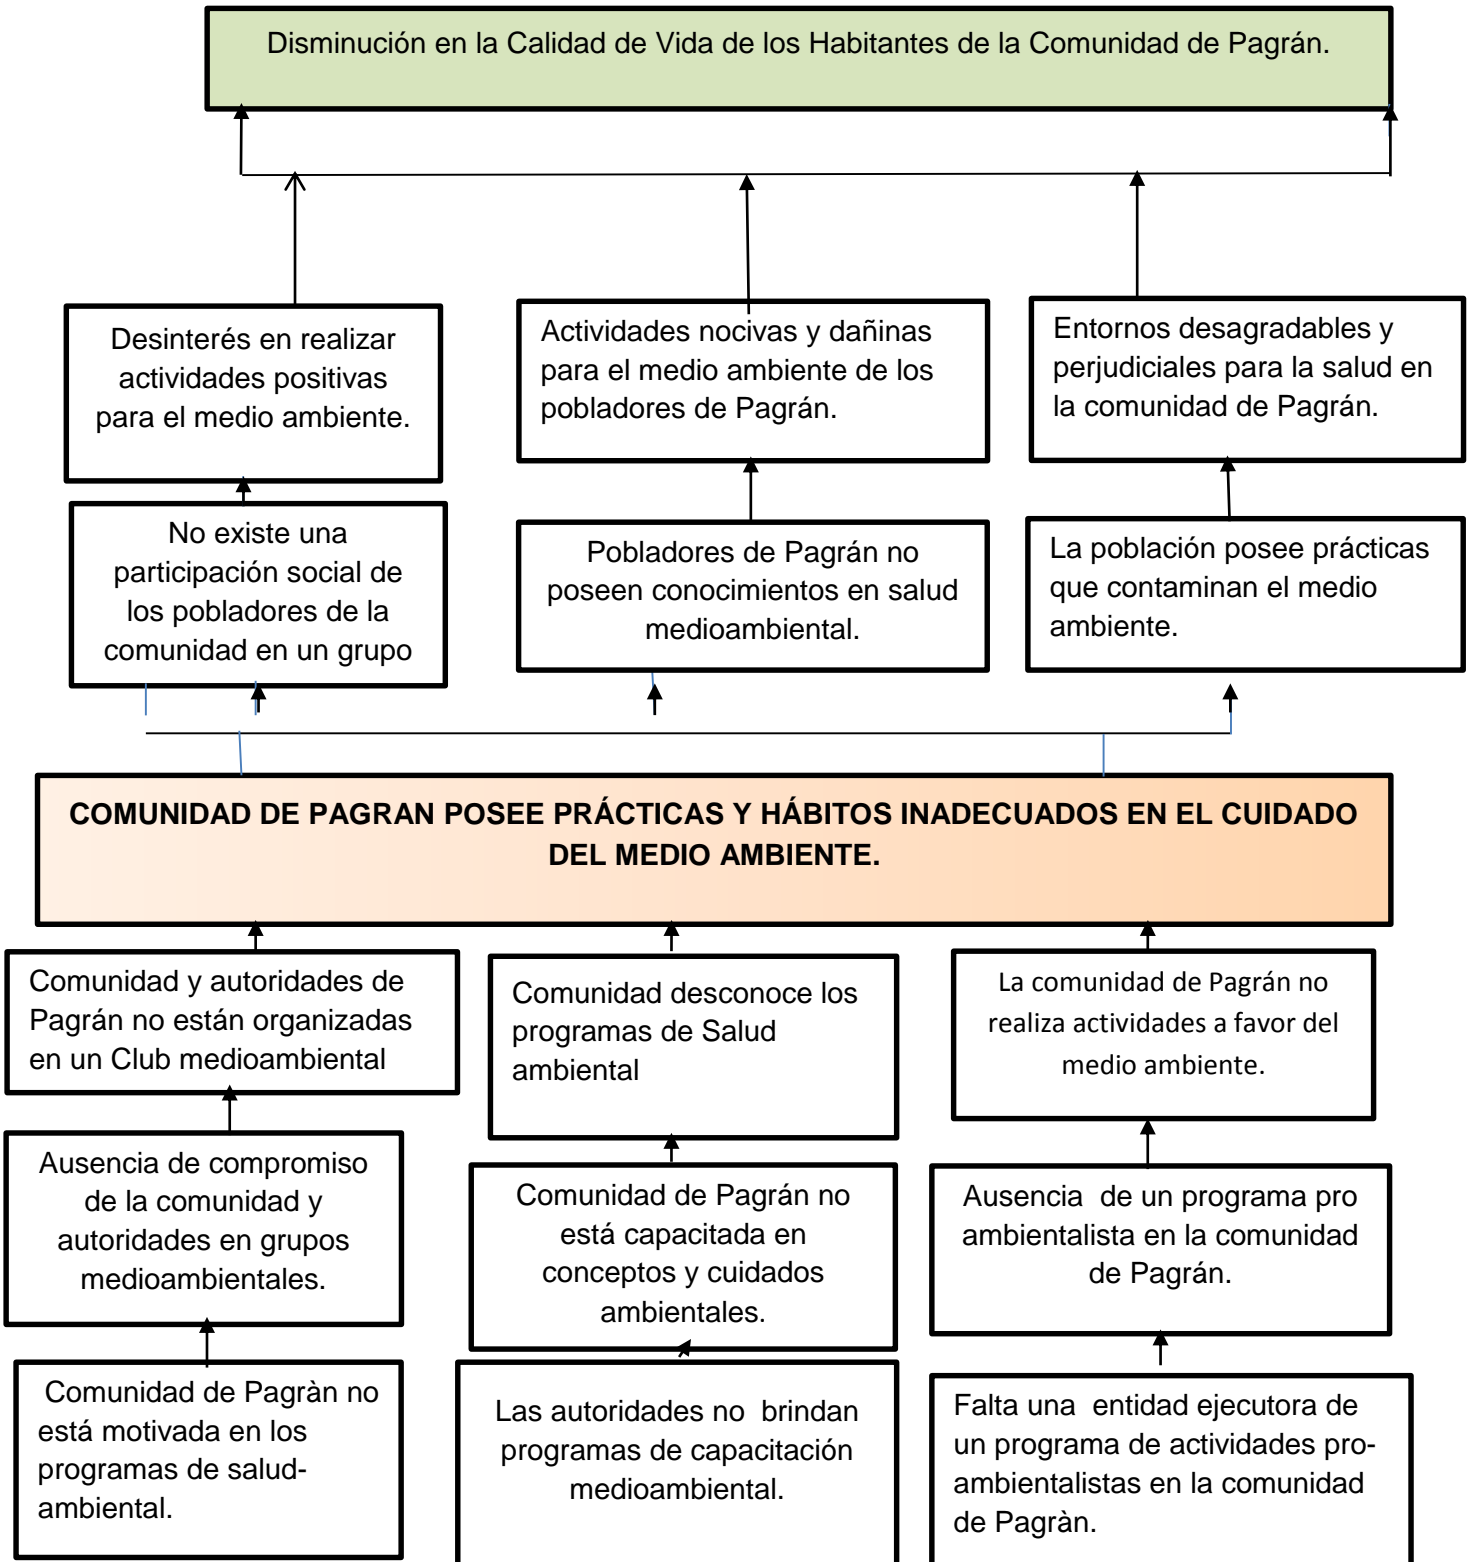 Disminución en la Calidad de Vida de los Habitantes de la Comunidad de Pagrán.
Desinterés en realizar
actividades positivas
para el medio ambiente.
Actividades nocivas y dañinas
para el medio ambiente de los
pobladores de Pagrán.
Entornos desagradables y
perjudiciales para la salud en
la comunidad de Pagrán.
No existe una
participación social de
los pobladores de la
comunidad en un grupo
Pobladores de Pagrán no
poseen conocimientos en salud
medioambiental.
La población posee prácticas
que contaminan el medio
ambiente.
COMUNIDAD DE PAGRAN POSEE PRÁCTICAS Y HÁBITOS INADECUADOS EN EL CUIDADO
DEL MEDIO AMBIENTE.
Comunidad y autoridades de
Pagrán no están organizadas
en un Club medioambiental
Comunidad desconoce los
programas de Salud
ambiental
La comunidad de Pagrán no
realiza actividades a favor del
medio ambiente.
Ausencia de compromiso
de la comunidad y
autoridades en grupos
medioambientales.
Comunidad de Pagrán no
está capacitada en
conceptos y cuidados
ambientales.
Ausencia  de un programa pro
ambientalista en la comunidad
de Pagrán.
Comunidad de Pagràn no
está motivada en los
programas de salud-
ambiental.
Las autoridades no  brindan
programas de capacitación
medioambiental.
Falta una  entidad ejecutora de
un programa de actividades pro-
ambientalistas en la comunidad
de Pagràn.